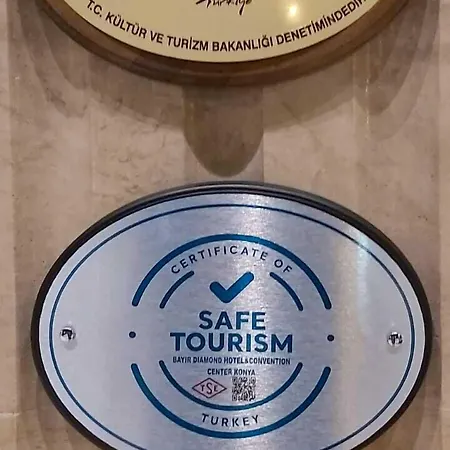 Türkiye
T.C. KÜLTÜR VE TURİZM BAKANLIĞI DENETİMİNDEDİR
CERTIFICATE OF
SAFE
TOURISM
BAYIR DIAMOND HOTEL&CONVENTION
CENTER KONYA
TSE
TURKEY